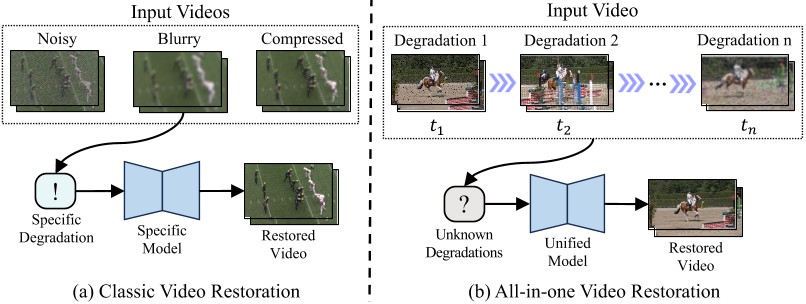 Input Videos
Noisy
Blurry
Compressed
!
Specific
Degradation
Specific
Model
Restored
Video
(a) Classic Video Restoration
Input Video
Degradation 1
Degradation 2
Degradation n
...
t1
t2
tn
?
Unknown
Degradations
Unified
Model
Restored
Video
(b) All-in-one Video Restoration